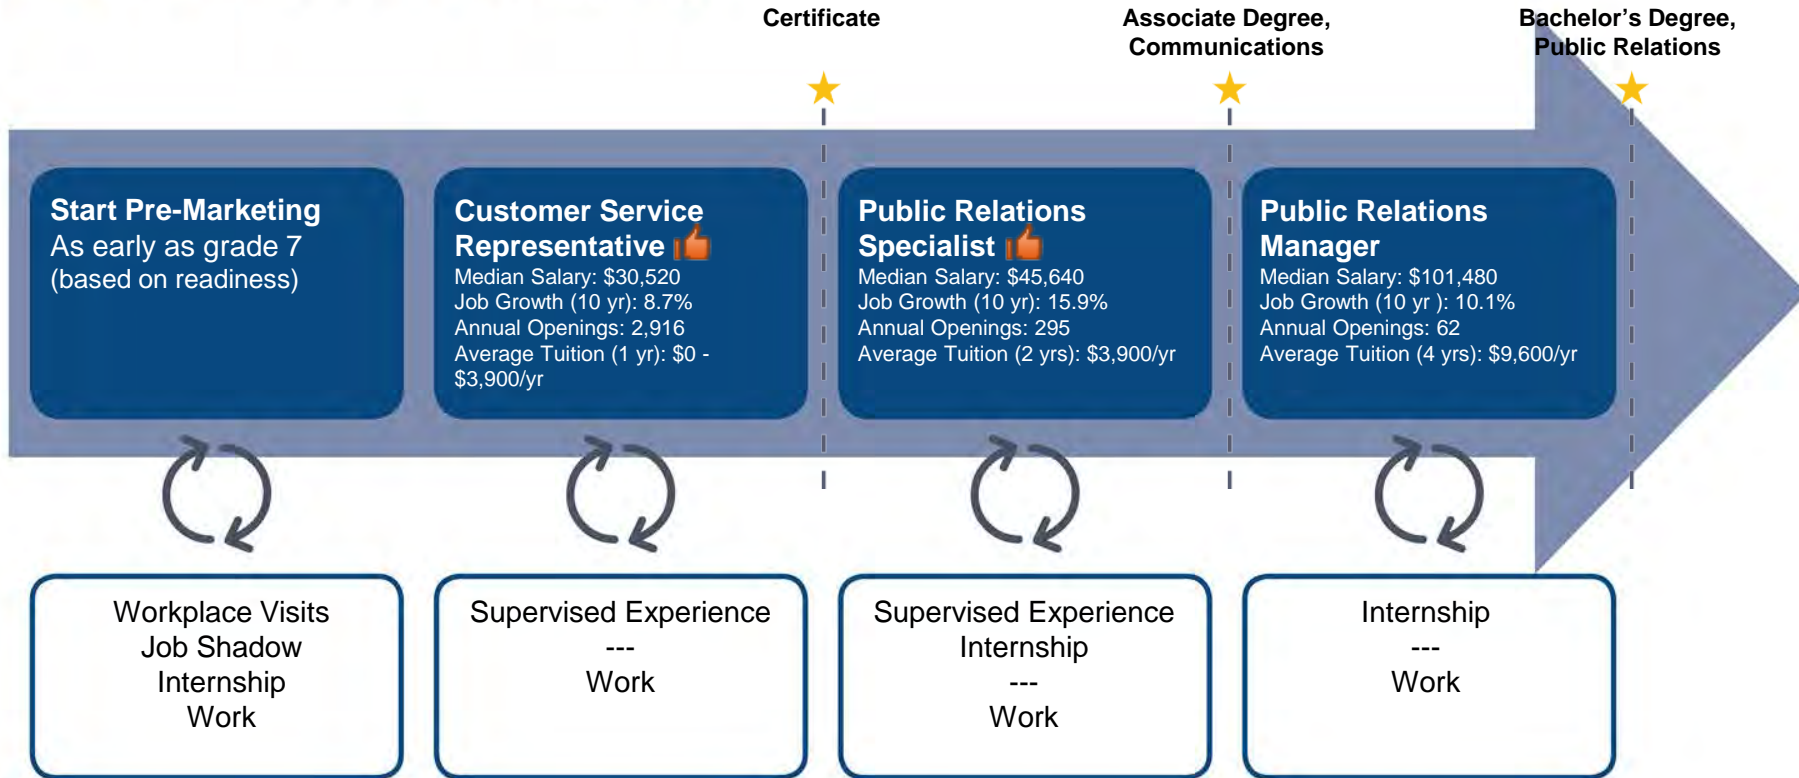 Certificate
Associate Degree,
Communications
Bachelor's Degree,
Public Relations
Start Pre-Marketing
As early as grade 7
(based on readiness)
Customer Service
Representative
Median Salary: $30,520
Job Growth (10 yr): 8.7%
Annual Openings: 2,916
Average Tuition (1 yr): $0 -
$3,900/yr
Public Relations
Specialist
Median Salary: $45,640
Job Growth (10 yr): 15.9%
Annual Openings: 295
Average Tuition (2 yrs): $3,900/yr
Public Relations
Manager
Median Salary: $101,480
Job Growth (10 yr ): 10.1%
Annual Openings: 62
Average Tuition (4 yrs): $9,600/yr
Workplace Visits
Job Shadow
Internship
Work
Supervised Experience
---
Work
Supervised Experience
Internship
---
Work
Internship
---
Work